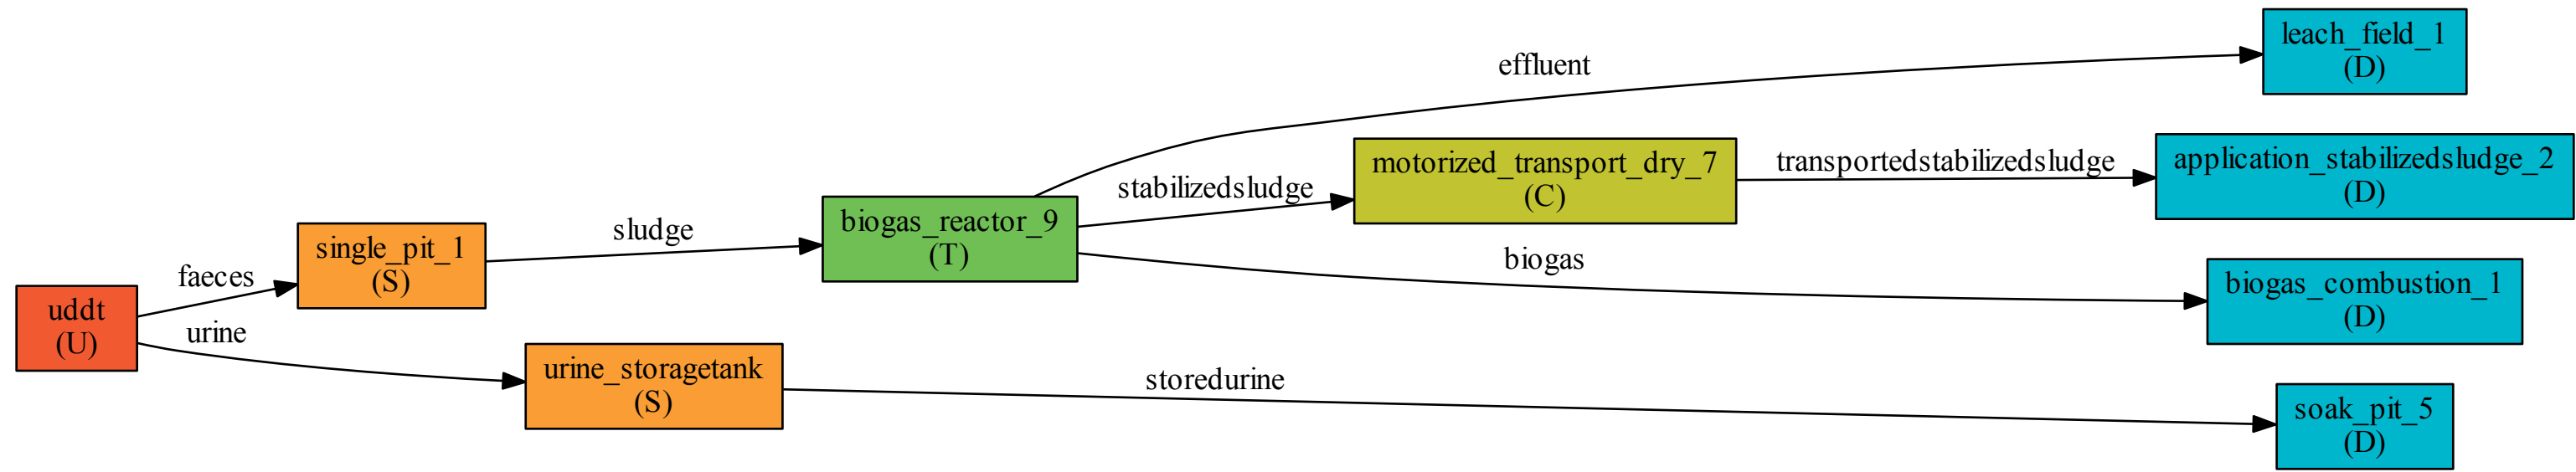 uddt
(U)
faeces
urine
single_pit_1
(S)
urine_storagetank
(S)
sludge
storedurine
biogas_reactor_9
(T)
effluent
stabilizedsludge
biogas
motorized_transport_dry_7
(C)
transportedstabilizedsludge
leach_field_1
(D)
application_stabilizedsludge_2
(D)
biogas_combustion_1
(D)
soak_pit_5
(D)